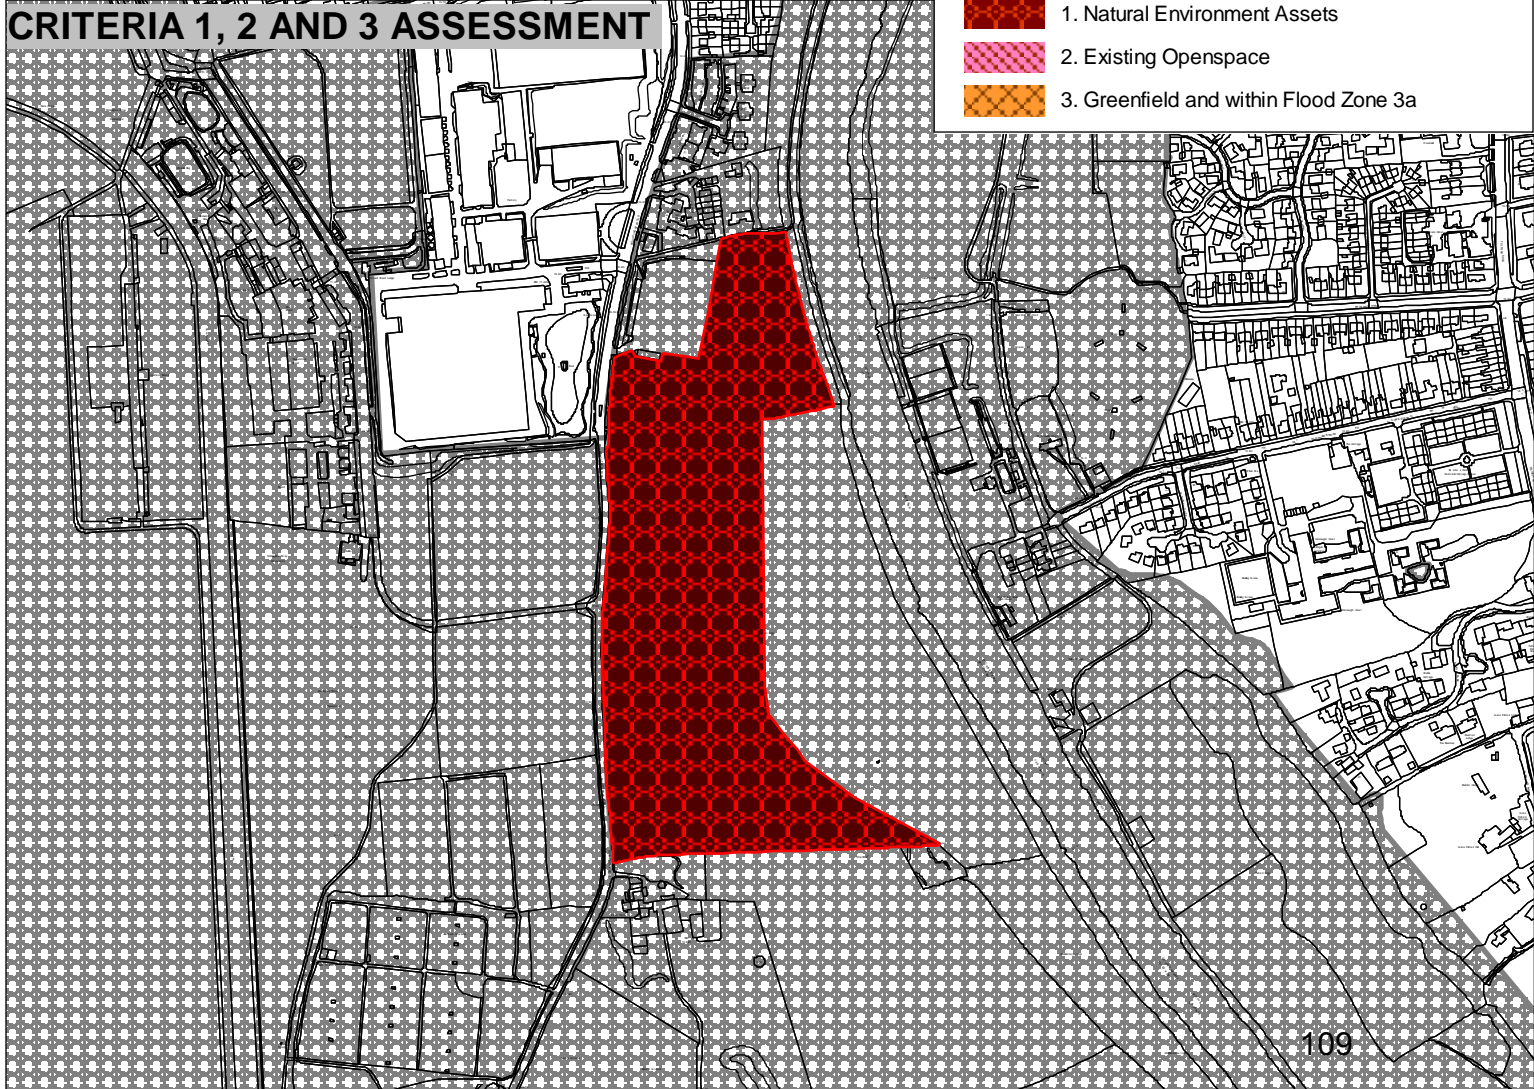 CRITERIA 1, 2 AND 3 ASSESSMENT
1. Natural Environment Assets
2. Existing Openspace
3. Greenfield and within Flood Zone 3a
109